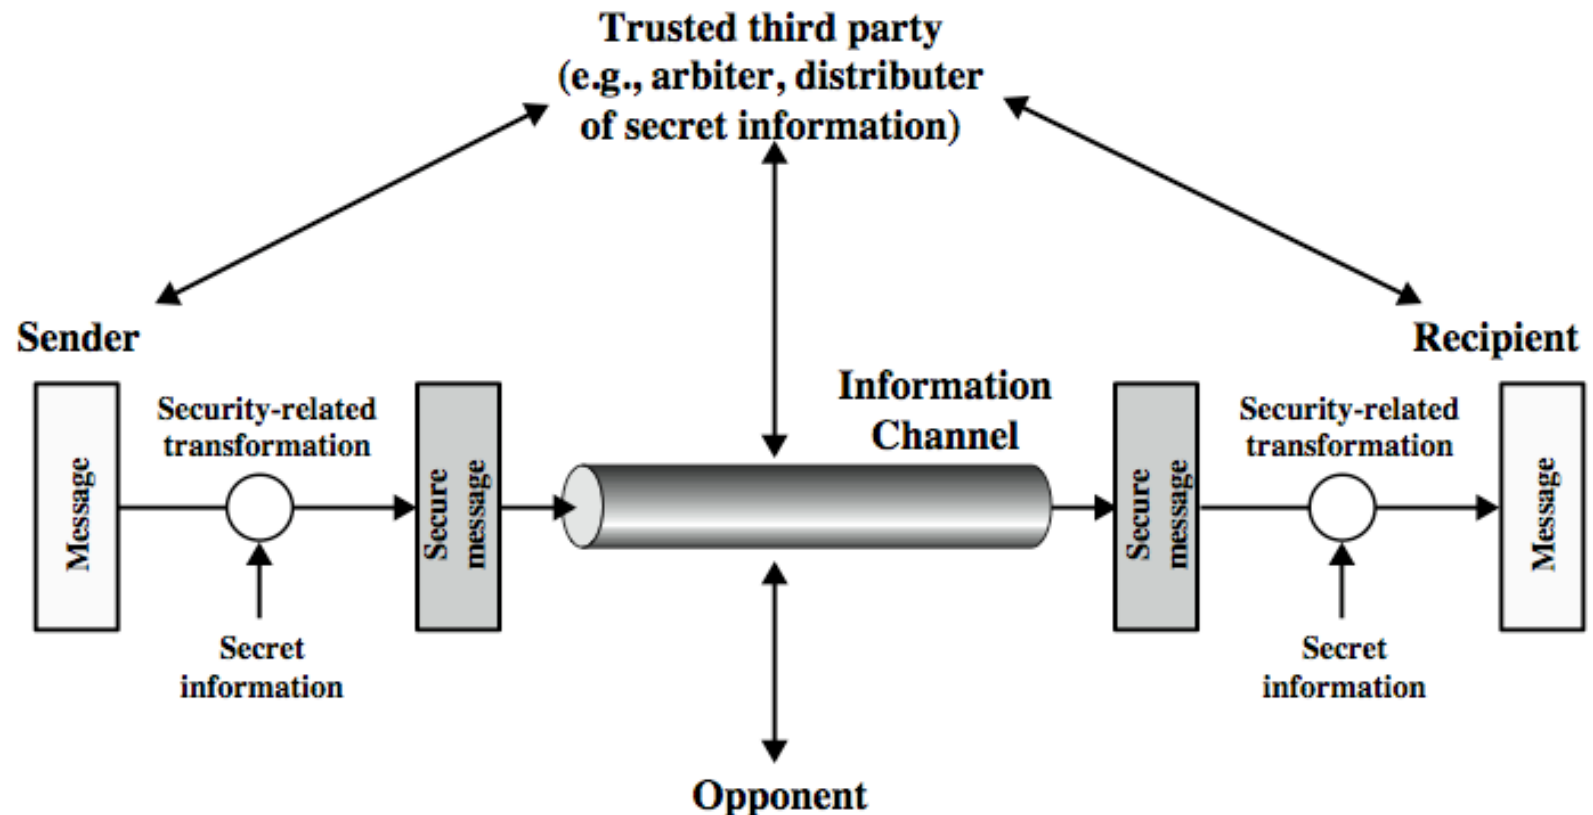 Trusted third party
(e.g., arbiter, distributer
of secret information)
Sender
Recipient
Information
Channel
Security-related
transformation
Security-related
transformation
Message
Secure
message
Secure
message
Message
Secret
information
Secret
information
Opponent